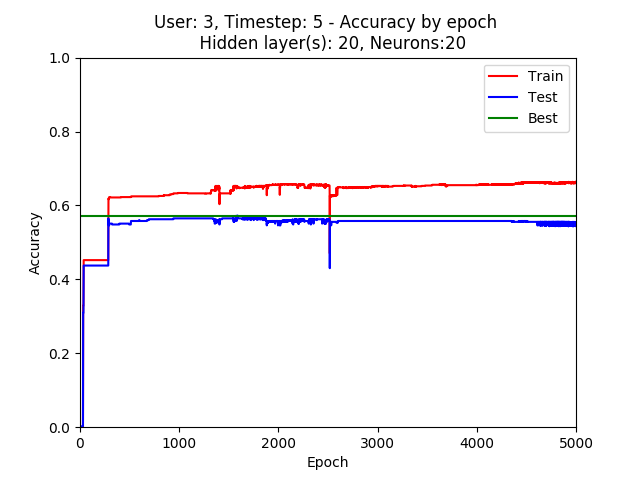 User: 3, Timestep: 5 - Accuracy by epoch
Hidden layer(s): 20, Neurons:20
Train
Test
Best
1.0
0.8
0.6
0.4
0.2
0.0
Accuracy
0 1000 2000 3000 4000 5000
Epoch